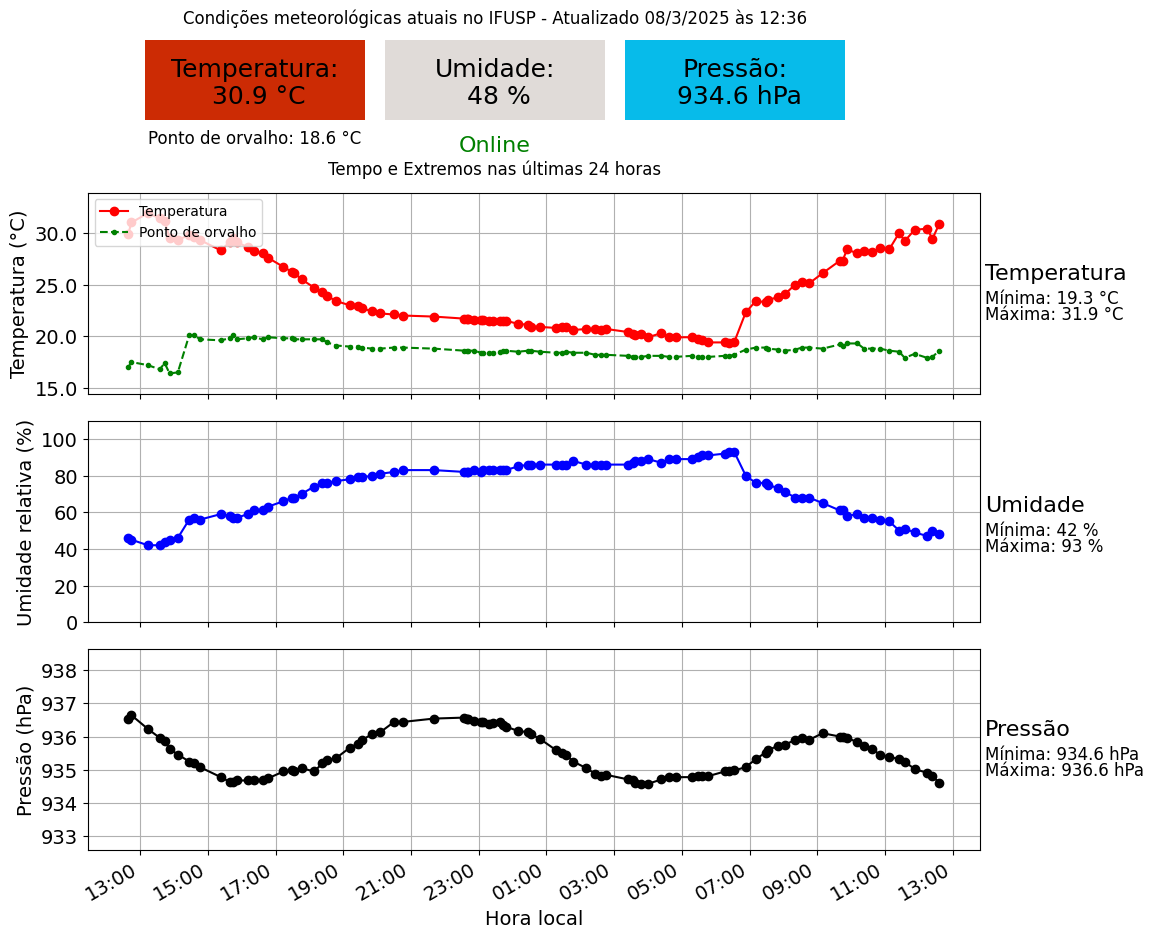 Condições meteorológicas atuais no IFUSP - Atualizado 08/3/2025 às 12:36
Temperatura:
30.9 °C
Umidade:
48 %
Pressão:
934.6 hPa
Ponto de orvalho: 18.6 °C
Online
Tempo e Extremos nas últimas 24 horas
Temperatura (°C)
30.0
25.0
20.0
15.0
Temperatura
Ponto de orvalho
Temperatura
Mínima: 19.3 °C
Máxima: 31.9 °C
Umidade relativa (%)
100
80
60
40
20
0
Umidade
Mínima: 42 %
Máxima: 93 %
Pressão (hPa)
938
937
936
935
934
933
Pressão
Mínima: 934.6 hPa
Máxima: 936.6 hPa
13:00 15:00 17:00 19:00 21:00 23:00 01:00 03:00 05:00 07:00 09:00 11:00 13:00
Hora local